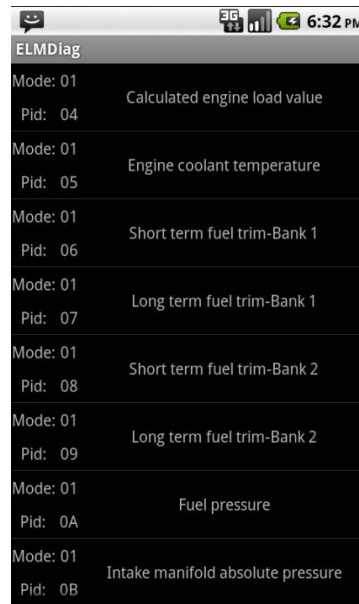 3G 6:32 PM
ELMDiag
Mode: 01
Calculated engine load value
Pid: 04
Mode: 01
Engine coolant temperature
Pid: 05
Mode: 01
Short term fuel trim-Bank 1
Pid: 06
Mode: 01
Long term fuel trim-Bank 1
Pid: 07
Mode: 01
Short term fuel trim-Bank 2
Pid: 08
Mode: 01
Long term fuel trim-Bank 2
Pid: 09
Mode: 01
Fuel pressure
Pid: 0A
Mode: 01
Intake manifold absolute pressure
Pid: 0B